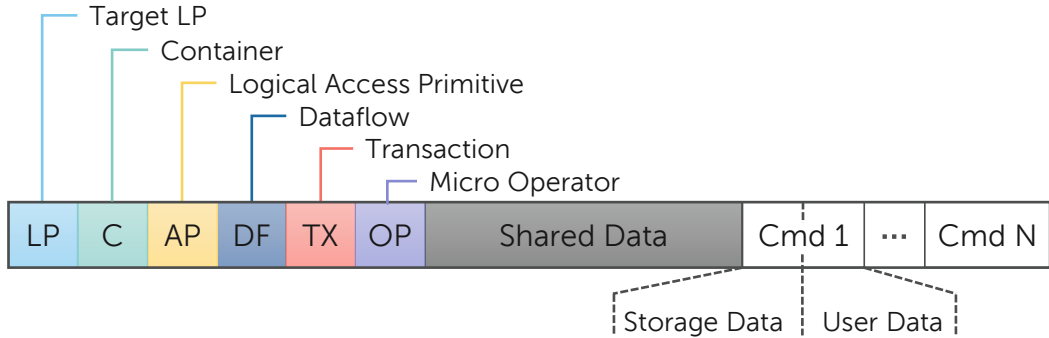 Target LP
Container
Logical Access Primitive
Dataflow
Transaction
Micro Operator
LP C AP DF TX OP Shared Data Cmd 1 ... Cmd N
Storage Data User Data